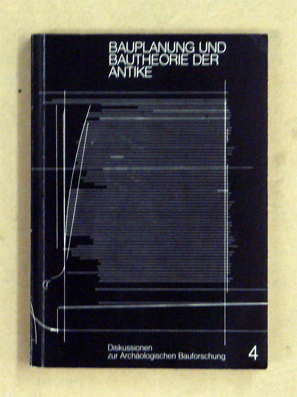 BAUPLANUNG UND
BAUTHEORIE DER
ANTIKE
Diskussionen
zur Archäologischen Bauforschung
4